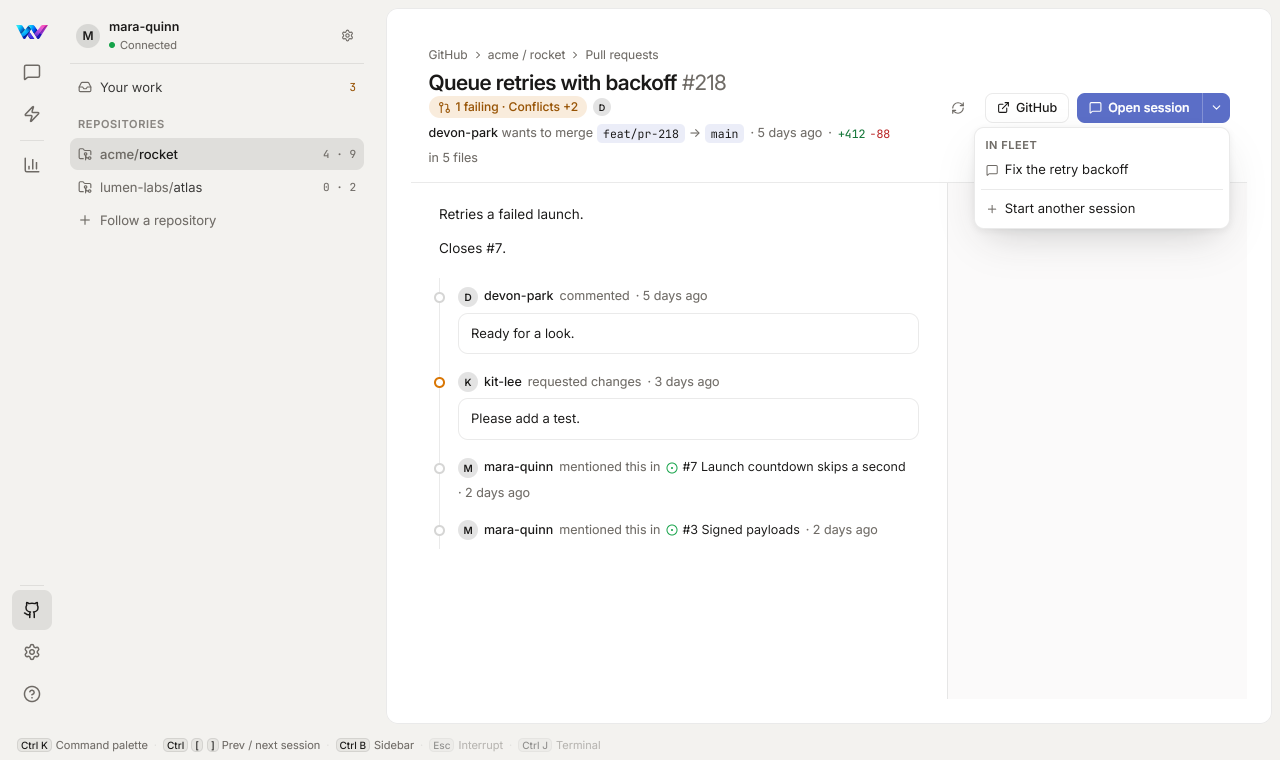 M
mara-quinn
Connected
Your work 3
REPOSITORIES
acme/rocket 4 · 9
lumen-labs/atlas 0 · 2
Follow a repository
GitHub > acme / rocket > Pull requests
Queue retries with backoff #218
1 failing · Conflicts +2 D
GitHub
Open session
devon-park wants to merge feat/pr-218 → main · 5 days ago · +412 -88
in 5 files
IN FLEET
Fix the retry backoff
Start another session
Retries a failed launch.
Closes #7.
D devon-park commented · 5 days ago
Ready for a look.
K kit-lee requested changes · 3 days ago
Please add a test.
M mara-quinn mentioned this in #7 Launch countdown skips a second
· 2 days ago
M mara-quinn mentioned this in #3 Signed payloads · 2 days ago
Ctrl K Command palette · Ctrl [ ] Prev / next session · Ctrl B Sidebar · Esc Interrupt · Ctrl J Terminal